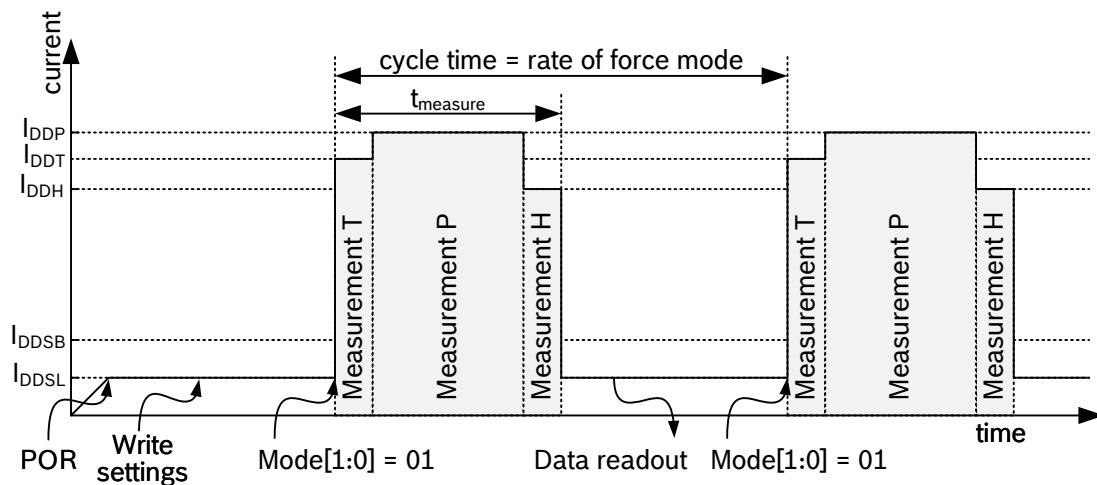 current
cycle time = rate of force mode
tmeasure
IDDP
IDDT
IDDH
IDDSB
IDDSL
Measurement T
Measurement P
Measurement H
Measurement T
Measurement P
Measurement H
time
POR
Write
settings
Mode[1:0] = 01
Data readout
Mode[1:0] = 01